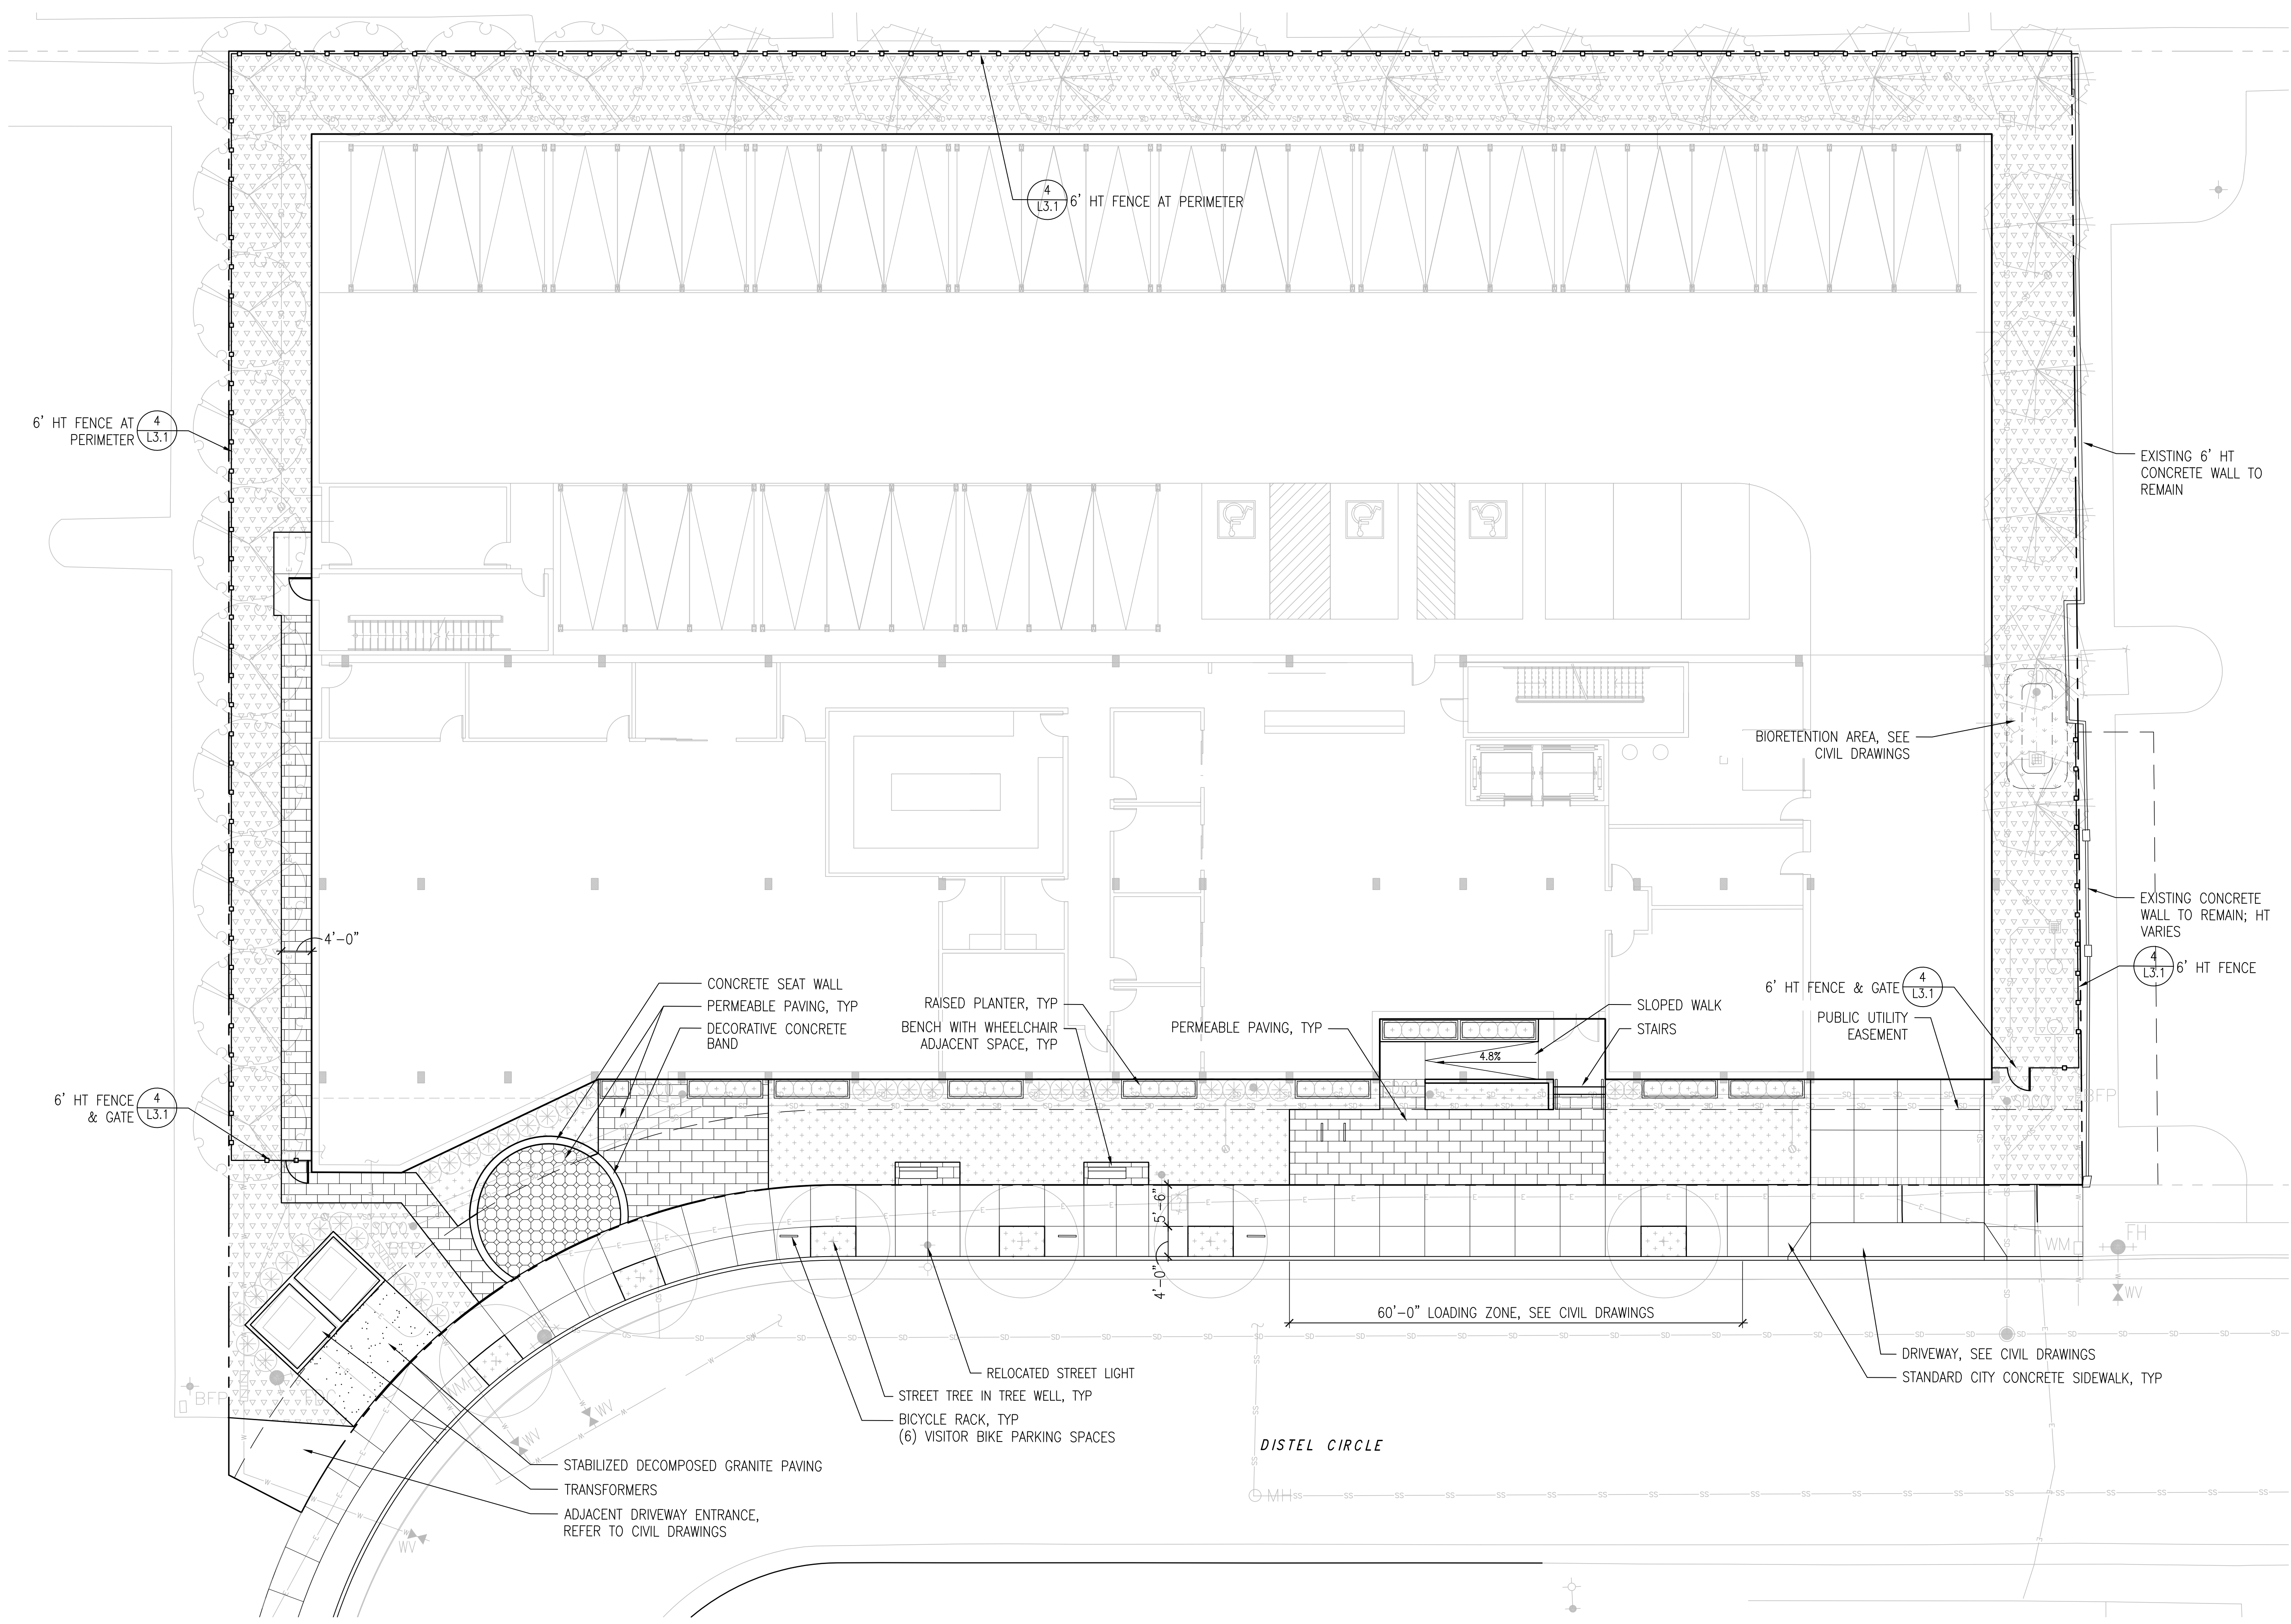 4
L3.1
6' HT FENCE AT PERIMETER
6' HT FENCE AT
PERIMETER
4
L3.1
EXISTING 6' HT
CONCRETE WALL TO
REMAIN
BIORETENTION AREA, SEE
CIVIL DRAWINGS
EXISTING CONCRETE
WALL TO REMAIN; HT
VARIES
4
L3.1
6' HT FENCE
4'-0"
CONCRETE SEAT WALL
PERMEABLE PAVING, TYP
DECORATIVE CONCRETE
BAND
RAISED PLANTER, TYP
BENCH WITH WHEELCHAIR
ADJACENT SPACE, TYP
PERMEABLE PAVING, TYP
SLOPED WALK
STAIRS
4.8%
6' HT FENCE & GATE
4
L3.1
PUBLIC UTILITY
EASEMENT
6' HT FENCE
& GATE
4
L3.1
BFP
5'-6"
4'-0"
60'-0" LOADING ZONE, SEE CIVIL DRAWINGS
WM
FH
WV
DRIVEWAY, SEE CIVIL DRAWINGS
STANDARD CITY CONCRETE SIDEWALK, TYP
RELOCATED STREET LIGHT
STREET TREE IN TREE WELL, TYP
BICYCLE RACK, TYP
(6) VISITOR BIKE PARKING SPACES
DISTEL CIRCLE
MH
BFP
FDC
WM
WV
WV
WV
STABILIZED DECOMPOSED GRANITE PAVING
TRANSFORMERS
ADJACENT DRIVEWAY ENTRANCE,
REFER TO CIVIL DRAWINGS